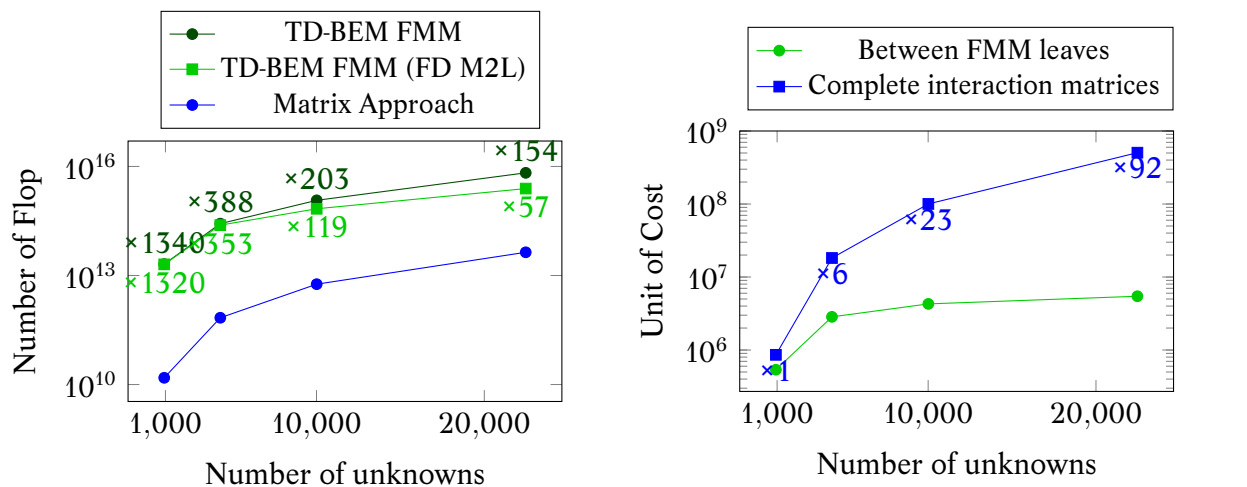 TD-BEM FMM
TD-BEM FMM (FD M2L)
Matrix Approach
Number of Flop
10^16
10^13
10^10
×1340
×388
×203
×154
×1320
×353
×119
×57
1,000
10,000
20,000
Number of unknowns
Between FMM leaves
Complete interaction matrices
Unit of Cost
10^9
10^8
10^7
10^6
×1
×6
×23
×92
1,000
10,000
20,000
Number of unknowns